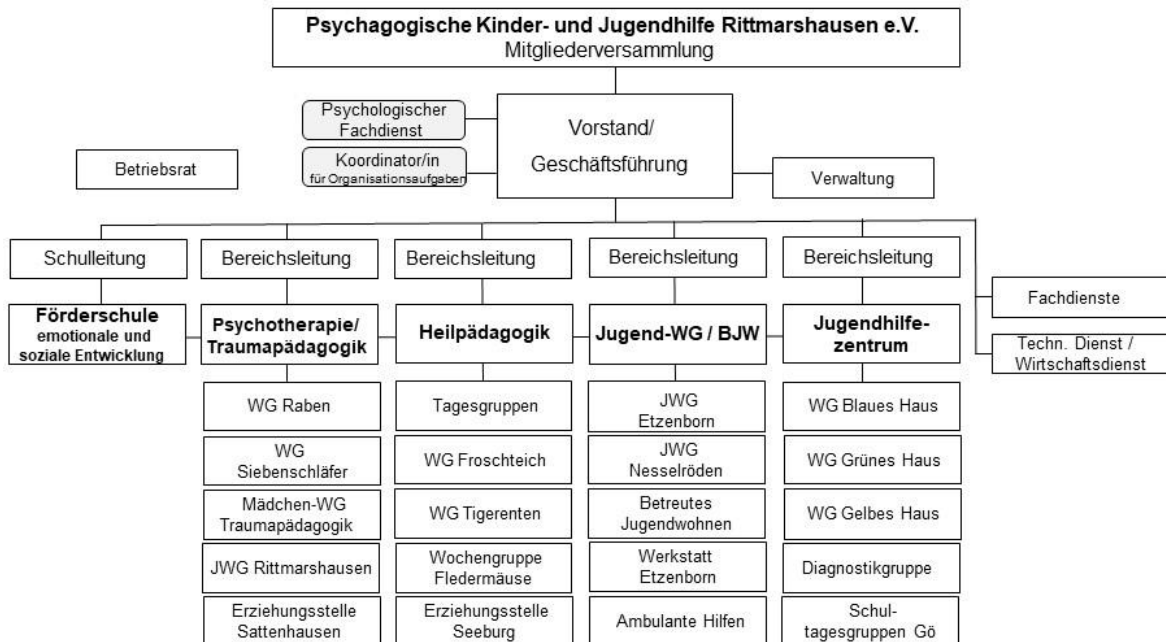 Psychagogische Kinder- und Jugendhilfe Rittmarshausen e.V.
Mitgliederversammlung
Psychologischer
Fachdienst
Vorstand/
Geschäftsführung
Koordinator/in
für Organisationsaufgaben
Betriebsrat
Verwaltung
Schulleitung
Bereichsleitung
Bereichsleitung
Bereichsleitung
Bereichsleitung
Fachdienste
Techn. Dienst /
Wirtschaftsdienst
Förderschule
emotionale und
soziale Entwicklung
Psychotherapie/
Traumapädagogik
Heilpädagogik
Jugend-WG / BJW
Jugendhilfe-
zentrum
WG Raben
Tagesgruppen
JWG
Etzenborn
WG Blaues Haus
WG
Siebenschläfer
WG Froschteich
JWG
Nesselröden
WG Grünes Haus
Mädchen-WG
Traumapädagogik
WG Tigerenten
Betreutes
Jugendwohnen
WG Gelbes Haus
JWG Rittmarshausen
Wochengruppe
Fledermäuse
Werkstatt
Etzenborn
Diagnostikgruppe
Erziehungsstelle
Sattenhausen
Erziehungsstelle
Seeburg
Ambulante Hilfen
Schul-
tagesgruppen Gö